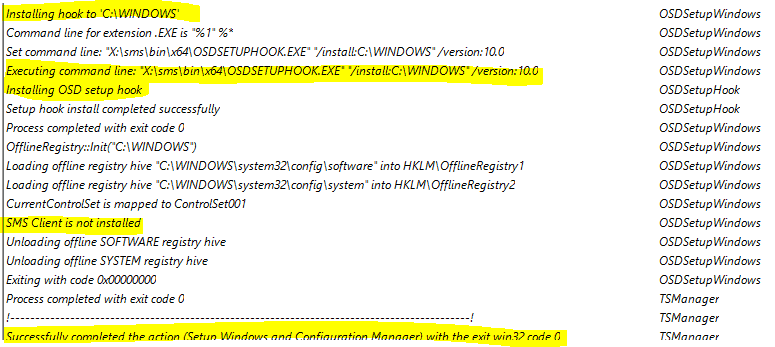 Installing hook to 'C:\WINDOWS' OSDSetupWindows
Command line for extension .EXE is "%1" %* OSDSetupWindows
Set command line: "X:\sms\bin\x64\OSDSETUPHOOK.EXE" "/install:C:\WINDOWS" /version:10.0 OSDSetupWindows
Executing command line: "X:\sms\bin\x64\OSDSETUPHOOK.EXE" "/install:C:\WINDOWS" /version:10.0 OSDSetupWindows
Installing OSD setup hook OSDSetupHook
Setup hook install completed successfully OSDSetupHook
Process completed with exit code 0 OSDSetupWindows
OfflineRegistry::Init("C:\WINDOWS") OSDSetupWindows
Loading offline registry hive "C:\WINDOWS\system32\config\software" into HKLM\OfflineRegistry1 OSDSetupWindows
Loading offline registry hive "C:\WINDOWS\system32\config\system" into HKLM\OfflineRegistry2 OSDSetupWindows
CurrentControlSet is mapped to ControlSet001 OSDSetupWindows
SMS Client is not installed OSDSetupWindows
Unloading offline SOFTWARE registry hive OSDSetupWindows
Unloading offline SYSTEM registry hive OSDSetupWindows
Exiting with code 0x00000000 OSDSetupWindows
Process completed with exit code 0 TSManager
!--------------------------------------------------------------------------------------------! TSManager
Successfully completed the action (Setup Windows and Configuration Manager) with the exit win32 code 0 TSManager